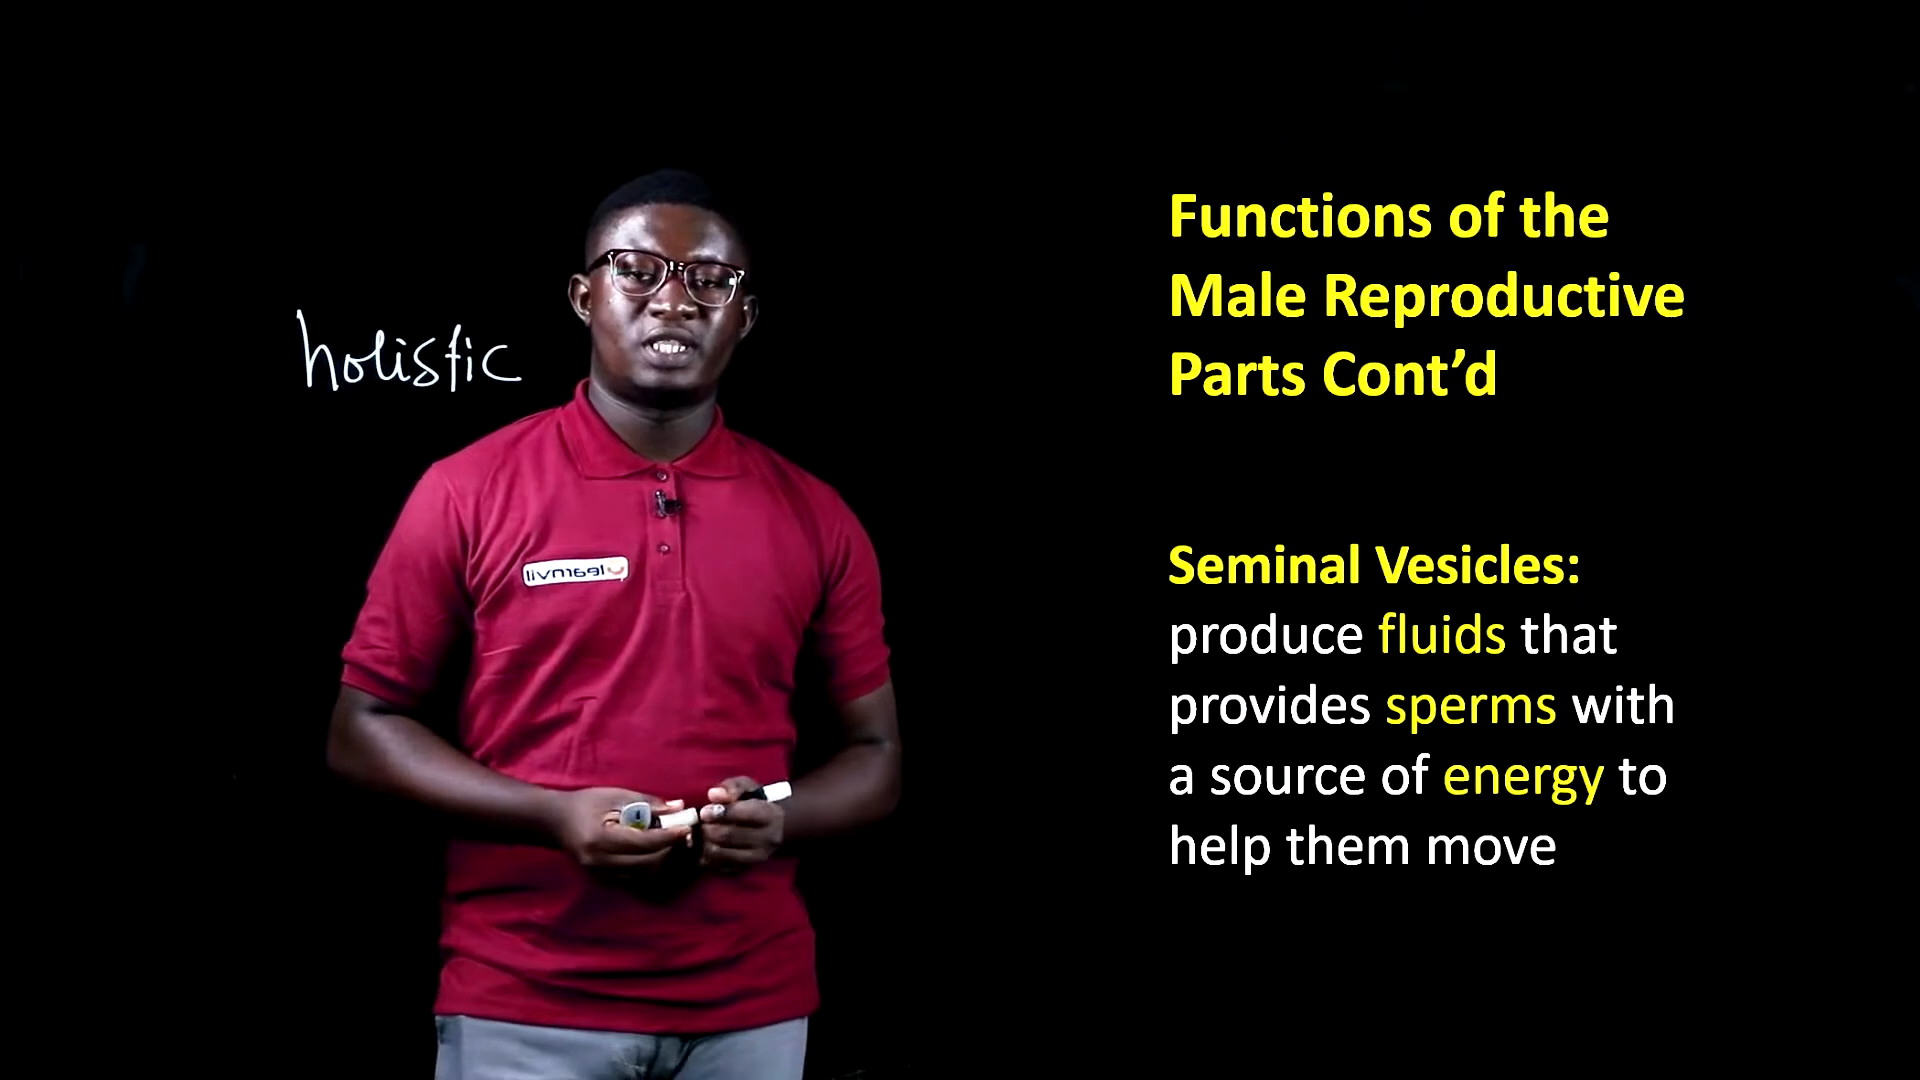 holistic
learnvil
Functions of the
Male Reproductive
Parts Cont’d
Seminal Vesicles:
produce fluids that
provides sperms with
a source of energy to
help them move